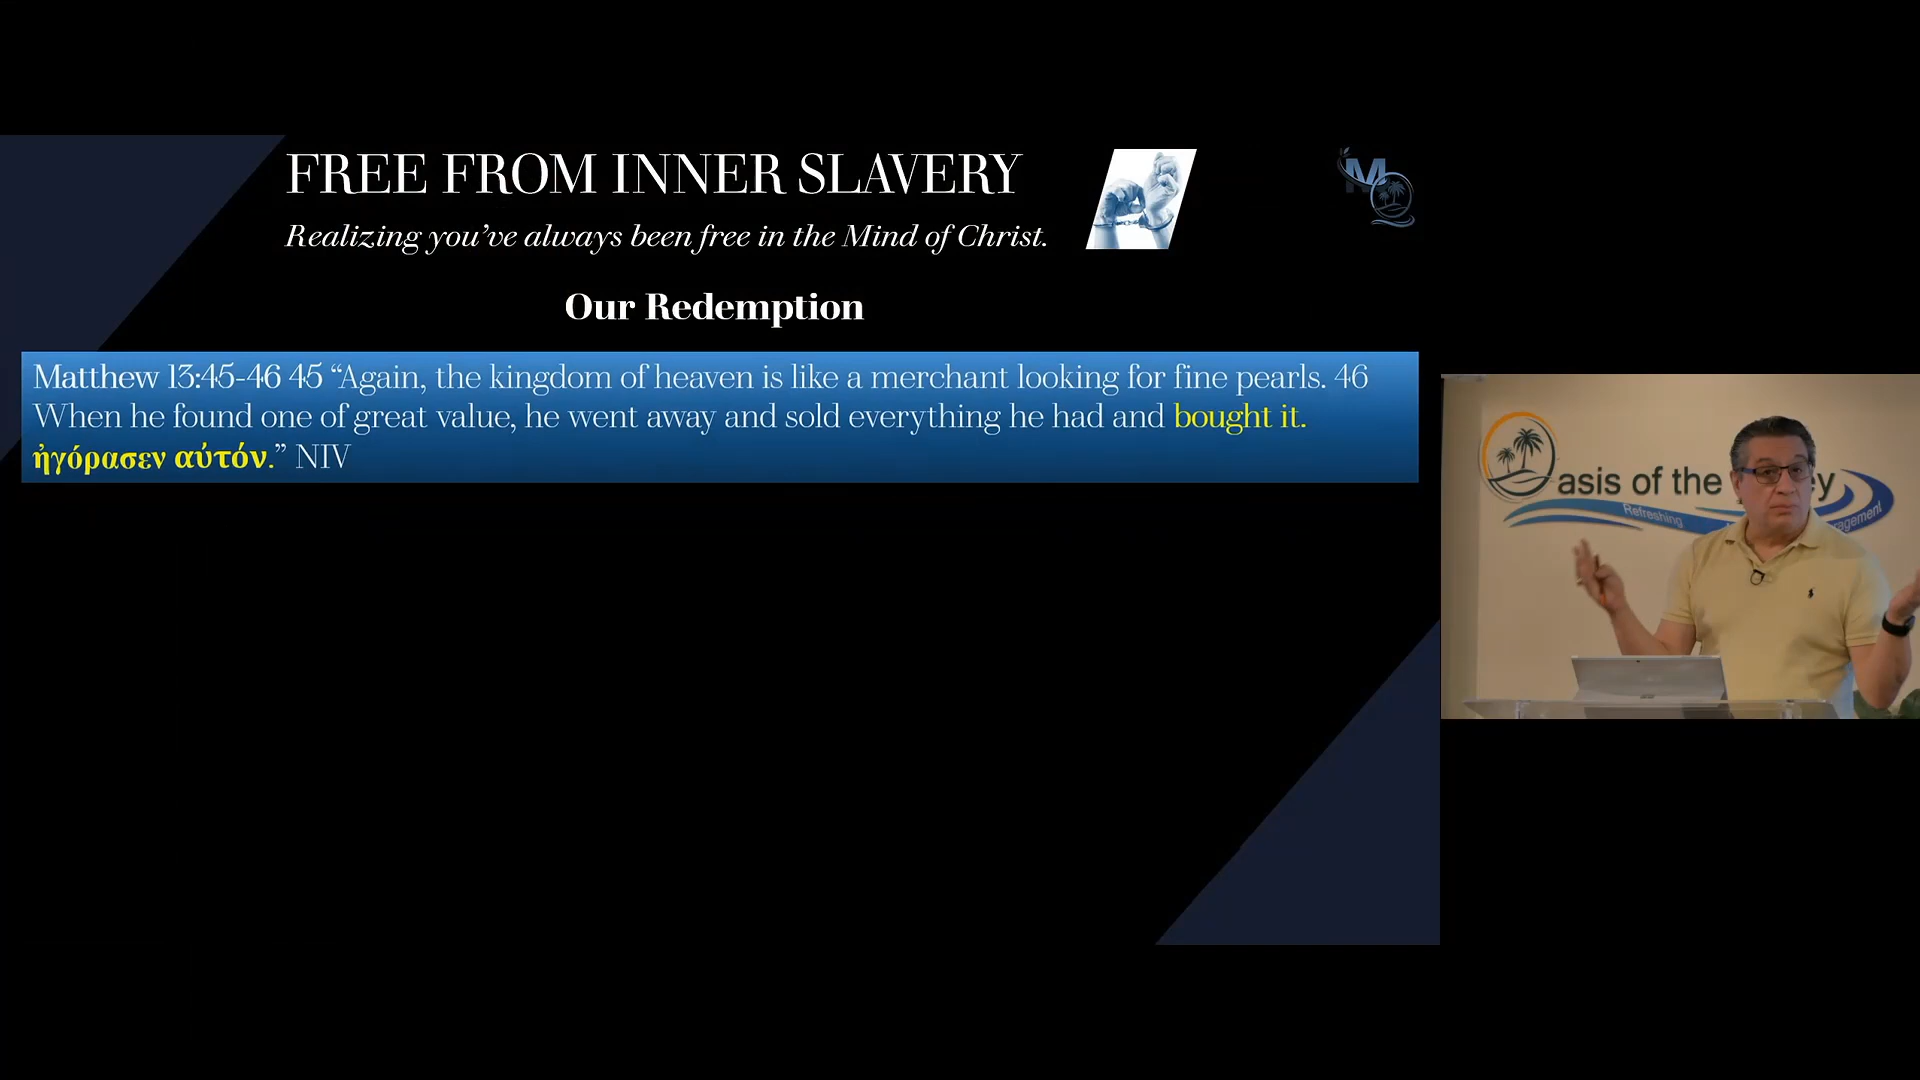 FREE FROM INNER SLAVERY
Realizing you've always been free in the Mind of Christ.
M
Our Redemption
Matthew 13:45-46 45 “Again, the kingdom of heaven is like a merchant looking for fine pearls. 46
When he found one of great value, he went away and sold everything he had and bought it.
ἠγόρασεν αὐτόν.” NIV
asis of the
Refreshing